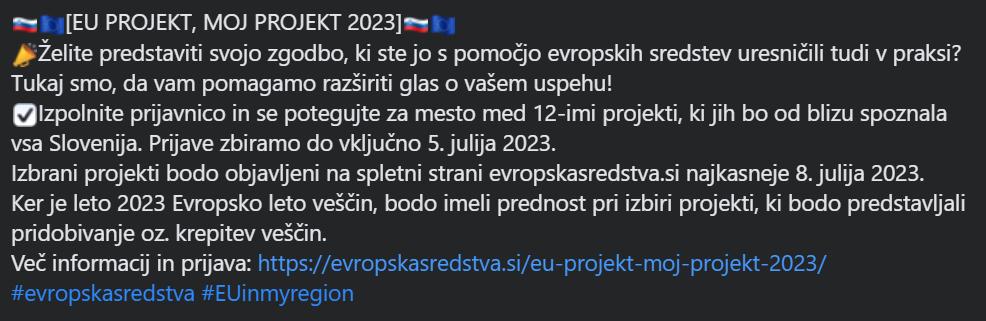 🇸🇮🇪🇺[EU PROJEKT, MOJ PROJEKT 2023]🇸🇮🇪🇺
🎉Želite predstaviti svojo zgodbo, ki ste jo s pomočjo evropskih sredstev uresničili tudi v praksi?
Tukaj smo, da vam pomagamo razširiti glas o vašem uspehu!
☑Izpolnite prijavnico in se potegujte za mesto med 12-imi projekti, ki jih bo od blizu spoznala
vsa Slovenija. Prijave zbiramo do vključno 5. julija 2023.
Izbrani projekti bodo objavljeni na spletni strani evropskasredstva.si najkasneje 8. julija 2023.
Ker je leto 2023 Evropsko leto veščin, bodo imeli prednost pri izbiri projekti, ki bodo predstavljali
pridobivanje oz. krepitev veščin.
Več informacij in prijava: https://evropskasredstva.si/eu-projekt-moj-projekt-2023/
#evropskasredstva #EUinmyregion